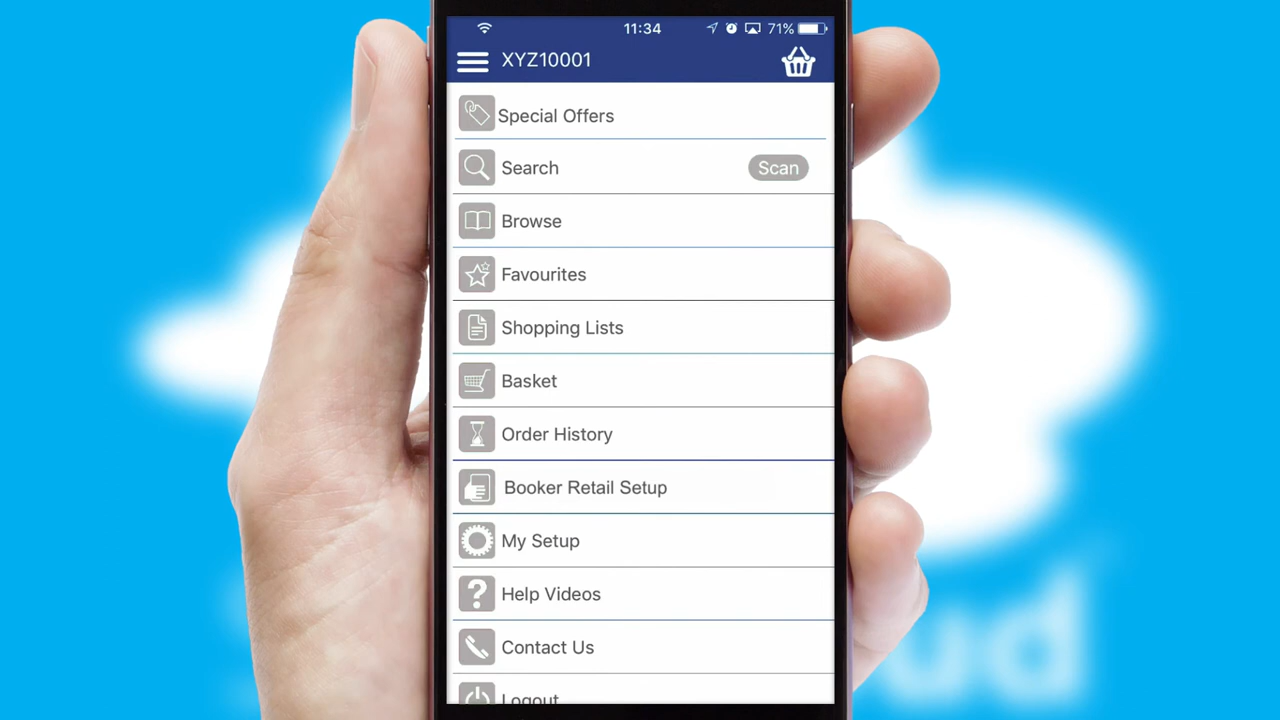 11:34 71%
XYZ10001
Special Offers
Search Scan
Browse
Favourites
Shopping Lists
Basket
Order History
Booker Retail Setup
My Setup
Help Videos
Contact Us
Logout